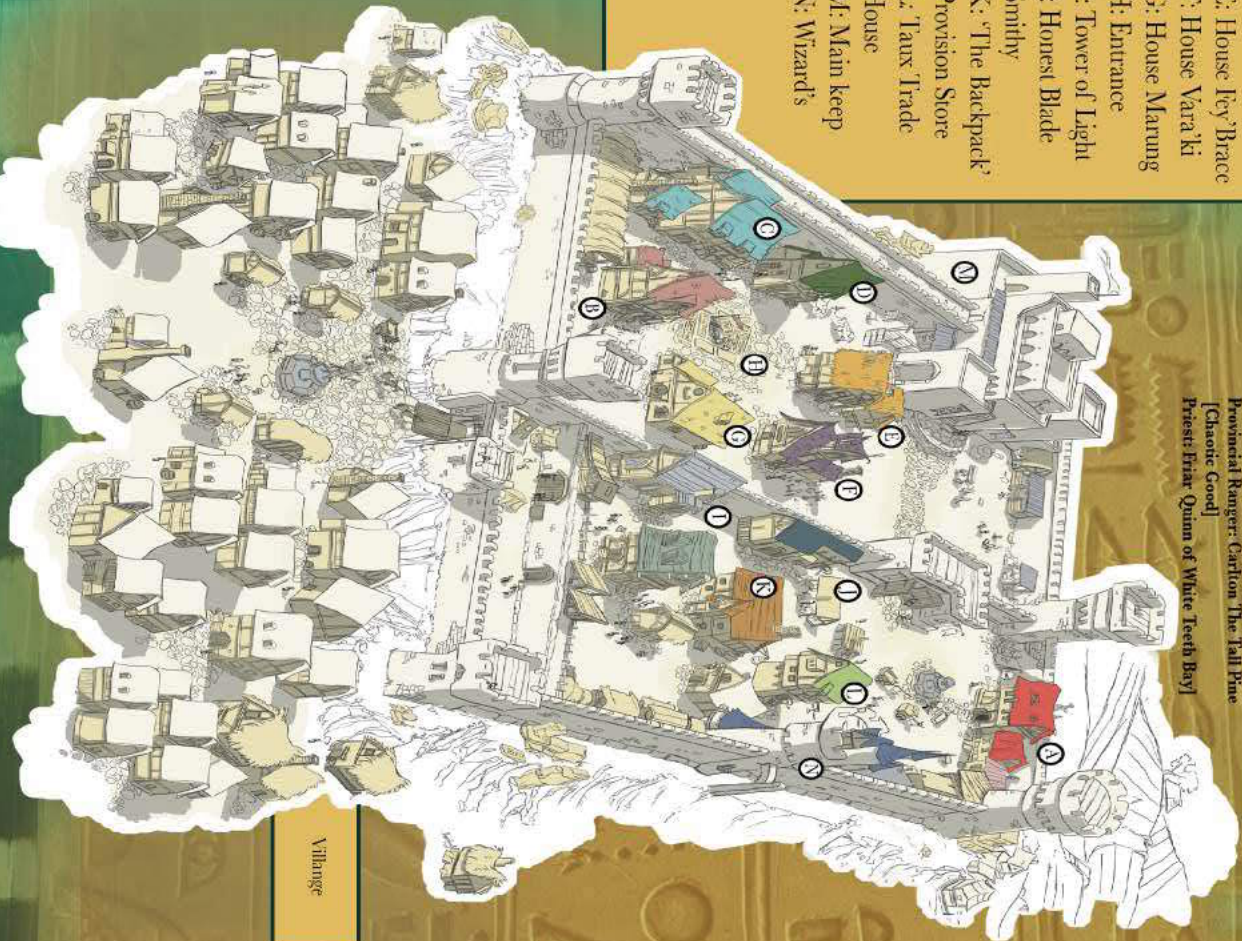 E: House Fey'Brace
F: House Vara'ki
G: House Marung
H: Entrance
: Tower of Light
: Honest Blade
Smithy
K: 'The Backpack'
Provision Store
L: Taux Trade
House
M: Main keep
N: Wizard's
Provincial Ranger: Carlton The Tall Pine
[Chaotic Good]
Priest: Friar Quinn of White Teeth Bay]
M
C
D
B
H
E
G
F
I
K
J
L
A
N
Villange